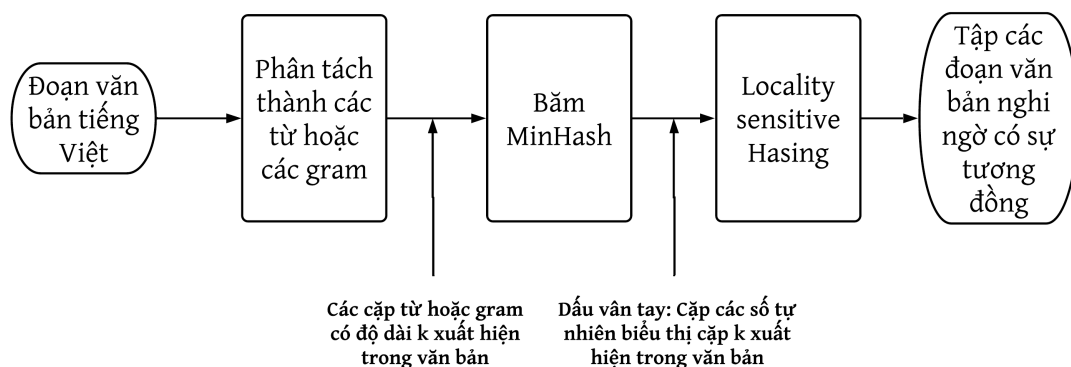 Đoạn văn
bản tiếng
Việt
Phân tách
thành các
từ hoặc
các gram
Băm
MinHash
Locality
sensitive
Hasing
Tập các
đoạn văn
bản nghi
ngờ có sự
tương
đồng
Các cặp từ hoặc gram
có độ dài k xuất hiện
trong văn bản
Dấu vân tay: Cặp các số tự
nhiên biểu thị cặp k xuất
hiện trong văn bản